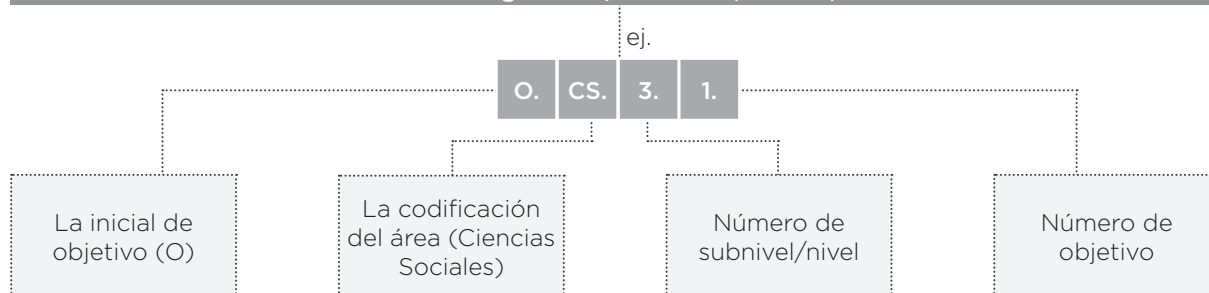 ej.
O. CS. 3. 1.
La inicial de
objetivo (O)
La codificación
del área (Ciencias
Sociales)
Número de
subnivel/nivel
Número de
objetivo